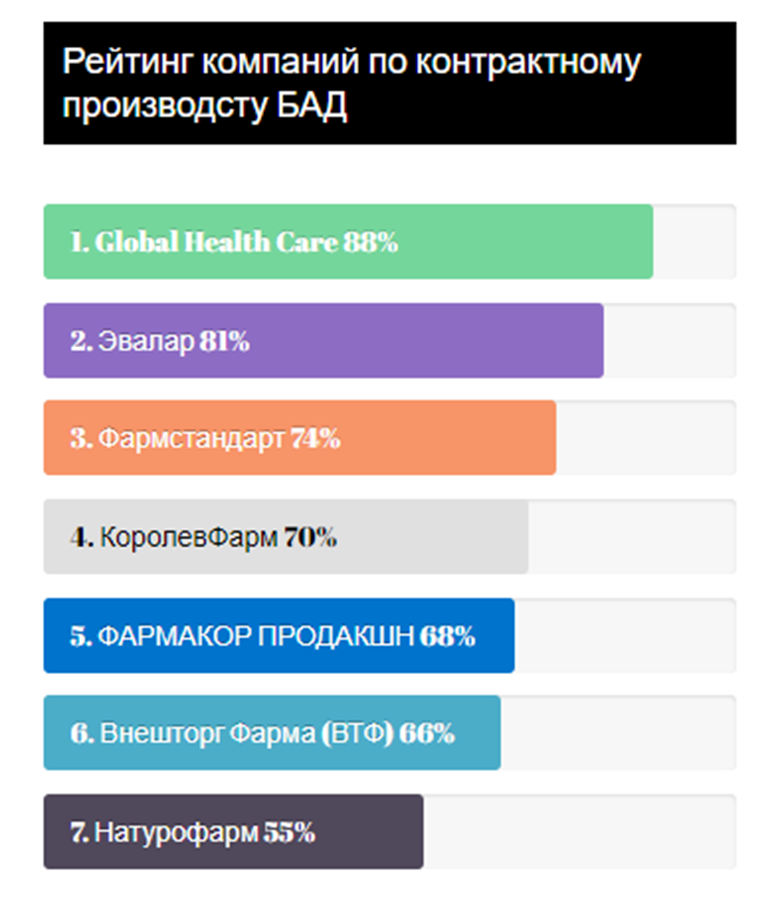 Рейтинг компаний по контрактному
производсту БАД
1. Global Health Care 88%
2. Эвалар 81%
3. Фармстандарт 74%
4. КоролевФарм 70%
5. ФАРМАКОР ПРОДАКШН 68%
6. Внешторг Фарма (ВТФ) 66%
7. Натурофарм 55%